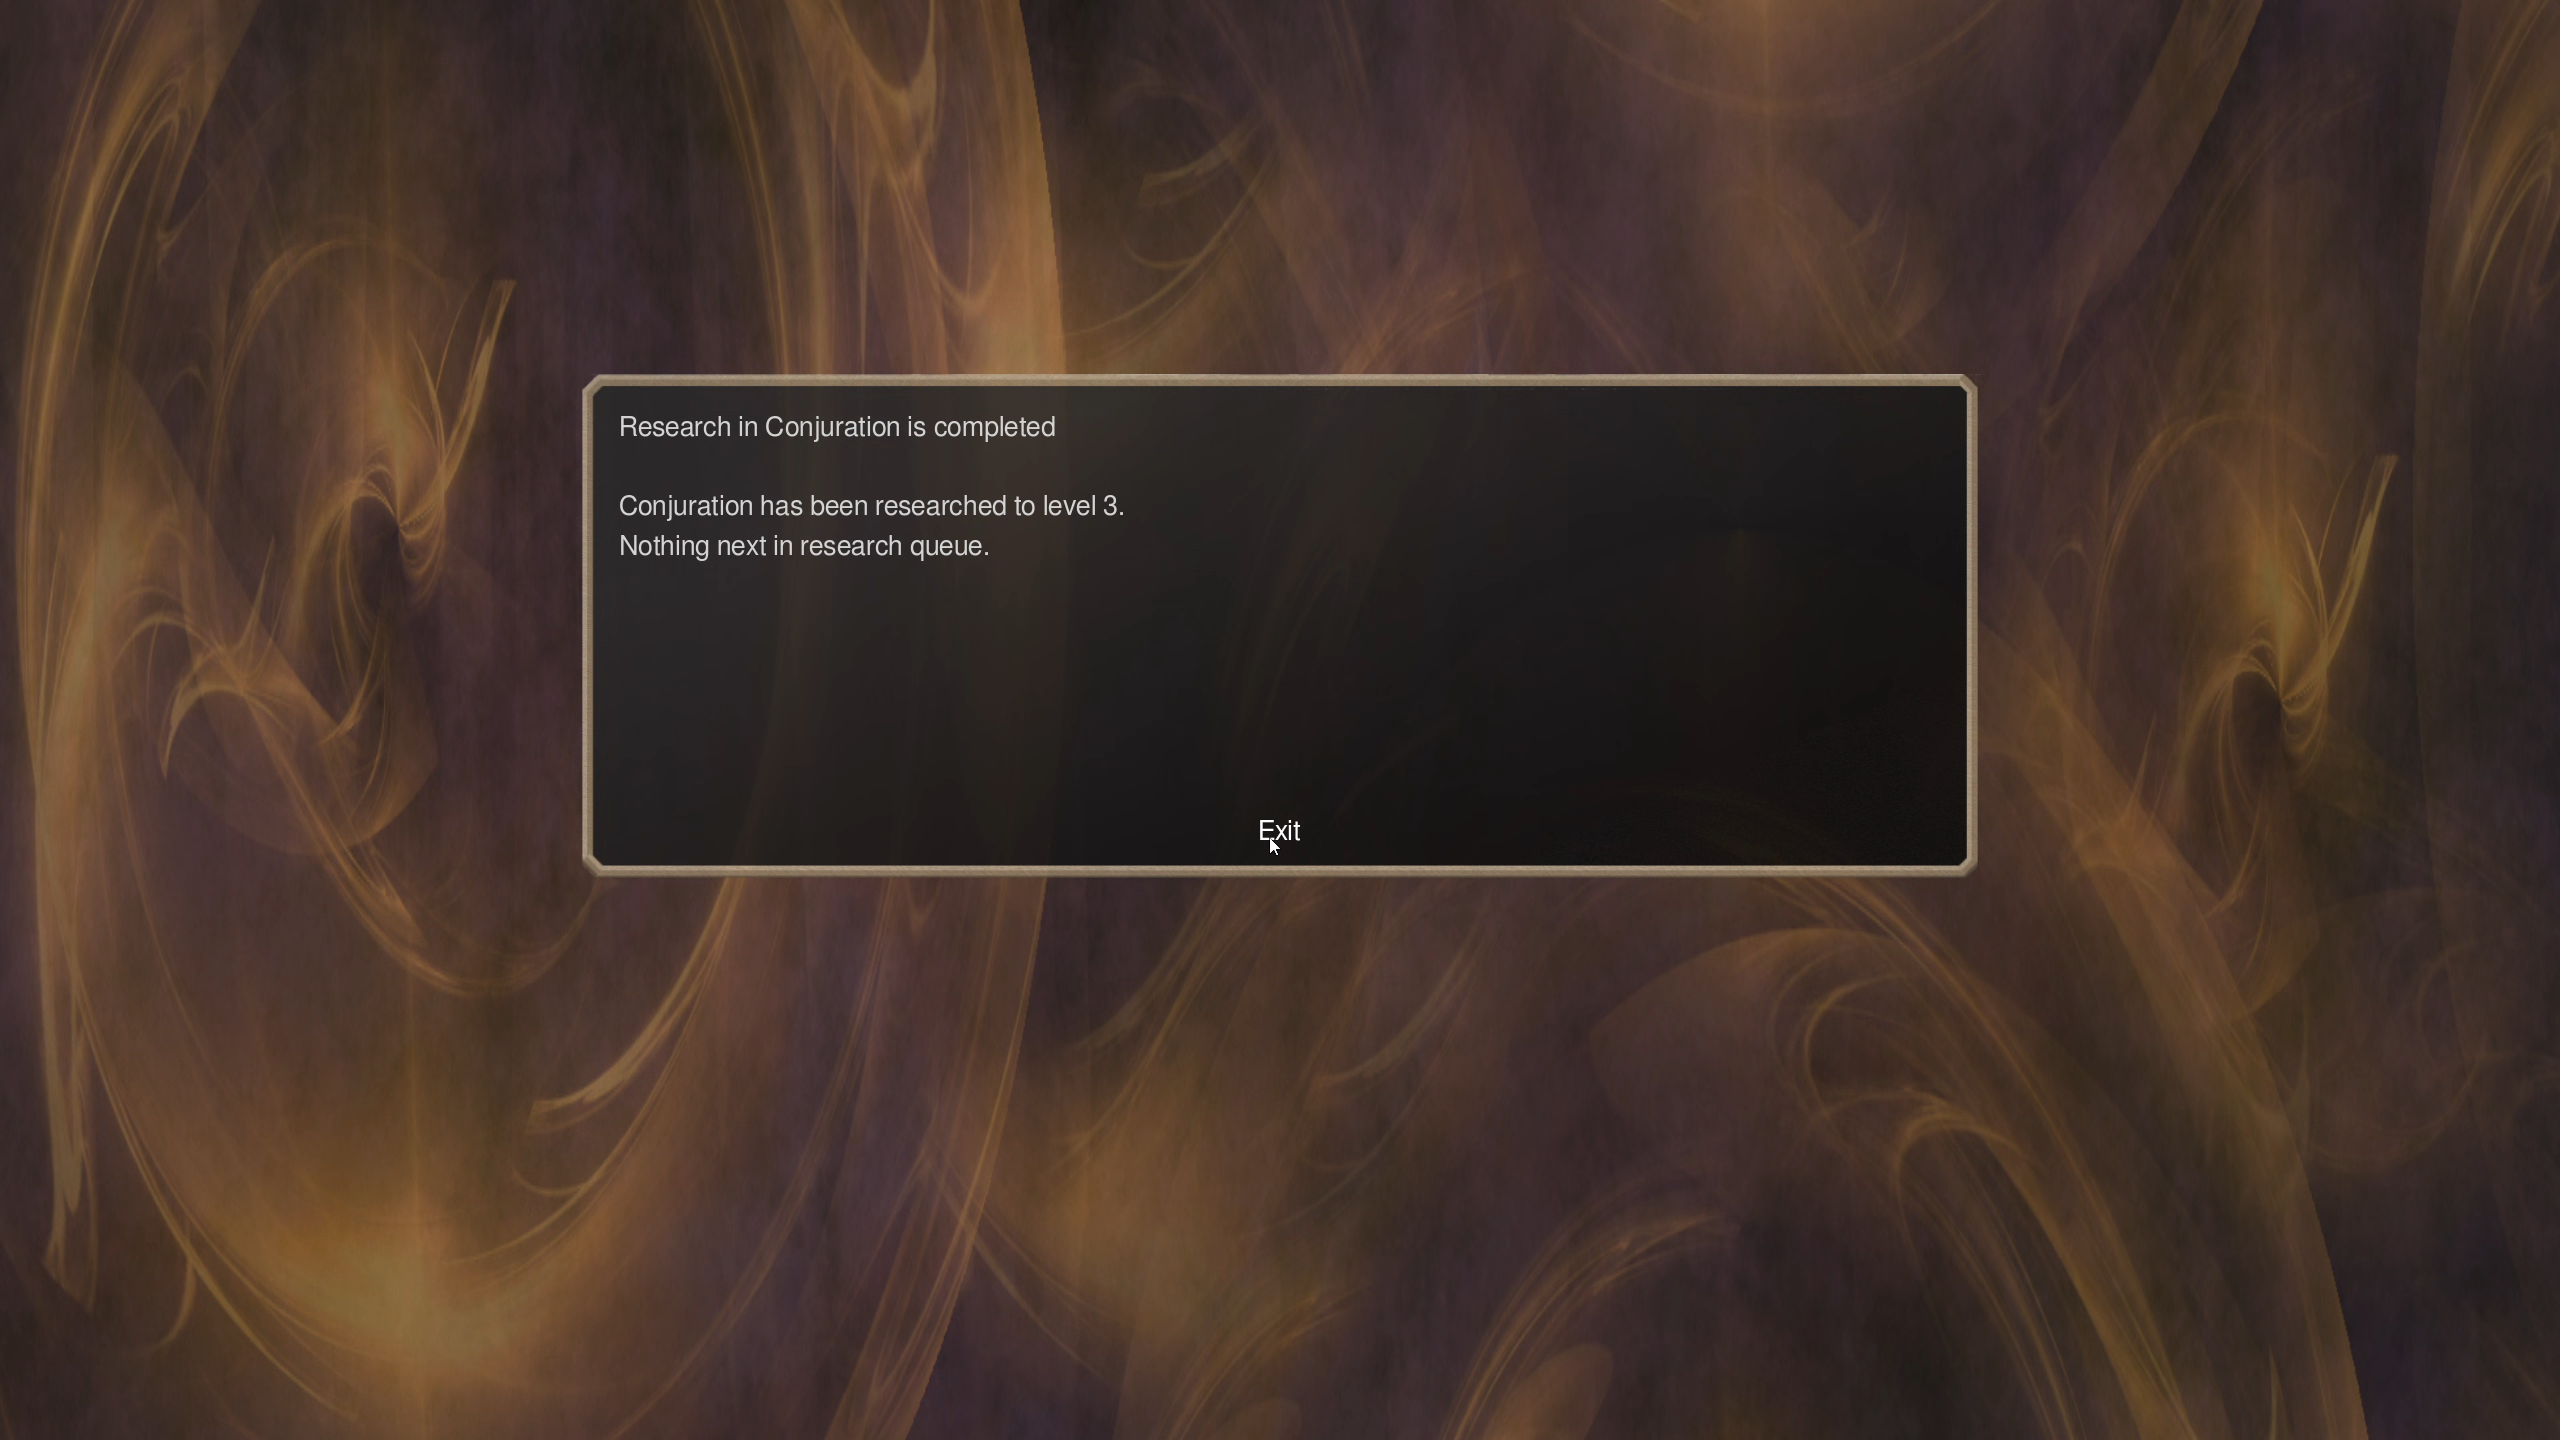 Research in Conjuration is completed
Conjuration has been researched to level 3.
Nothing next in research queue.
Exit